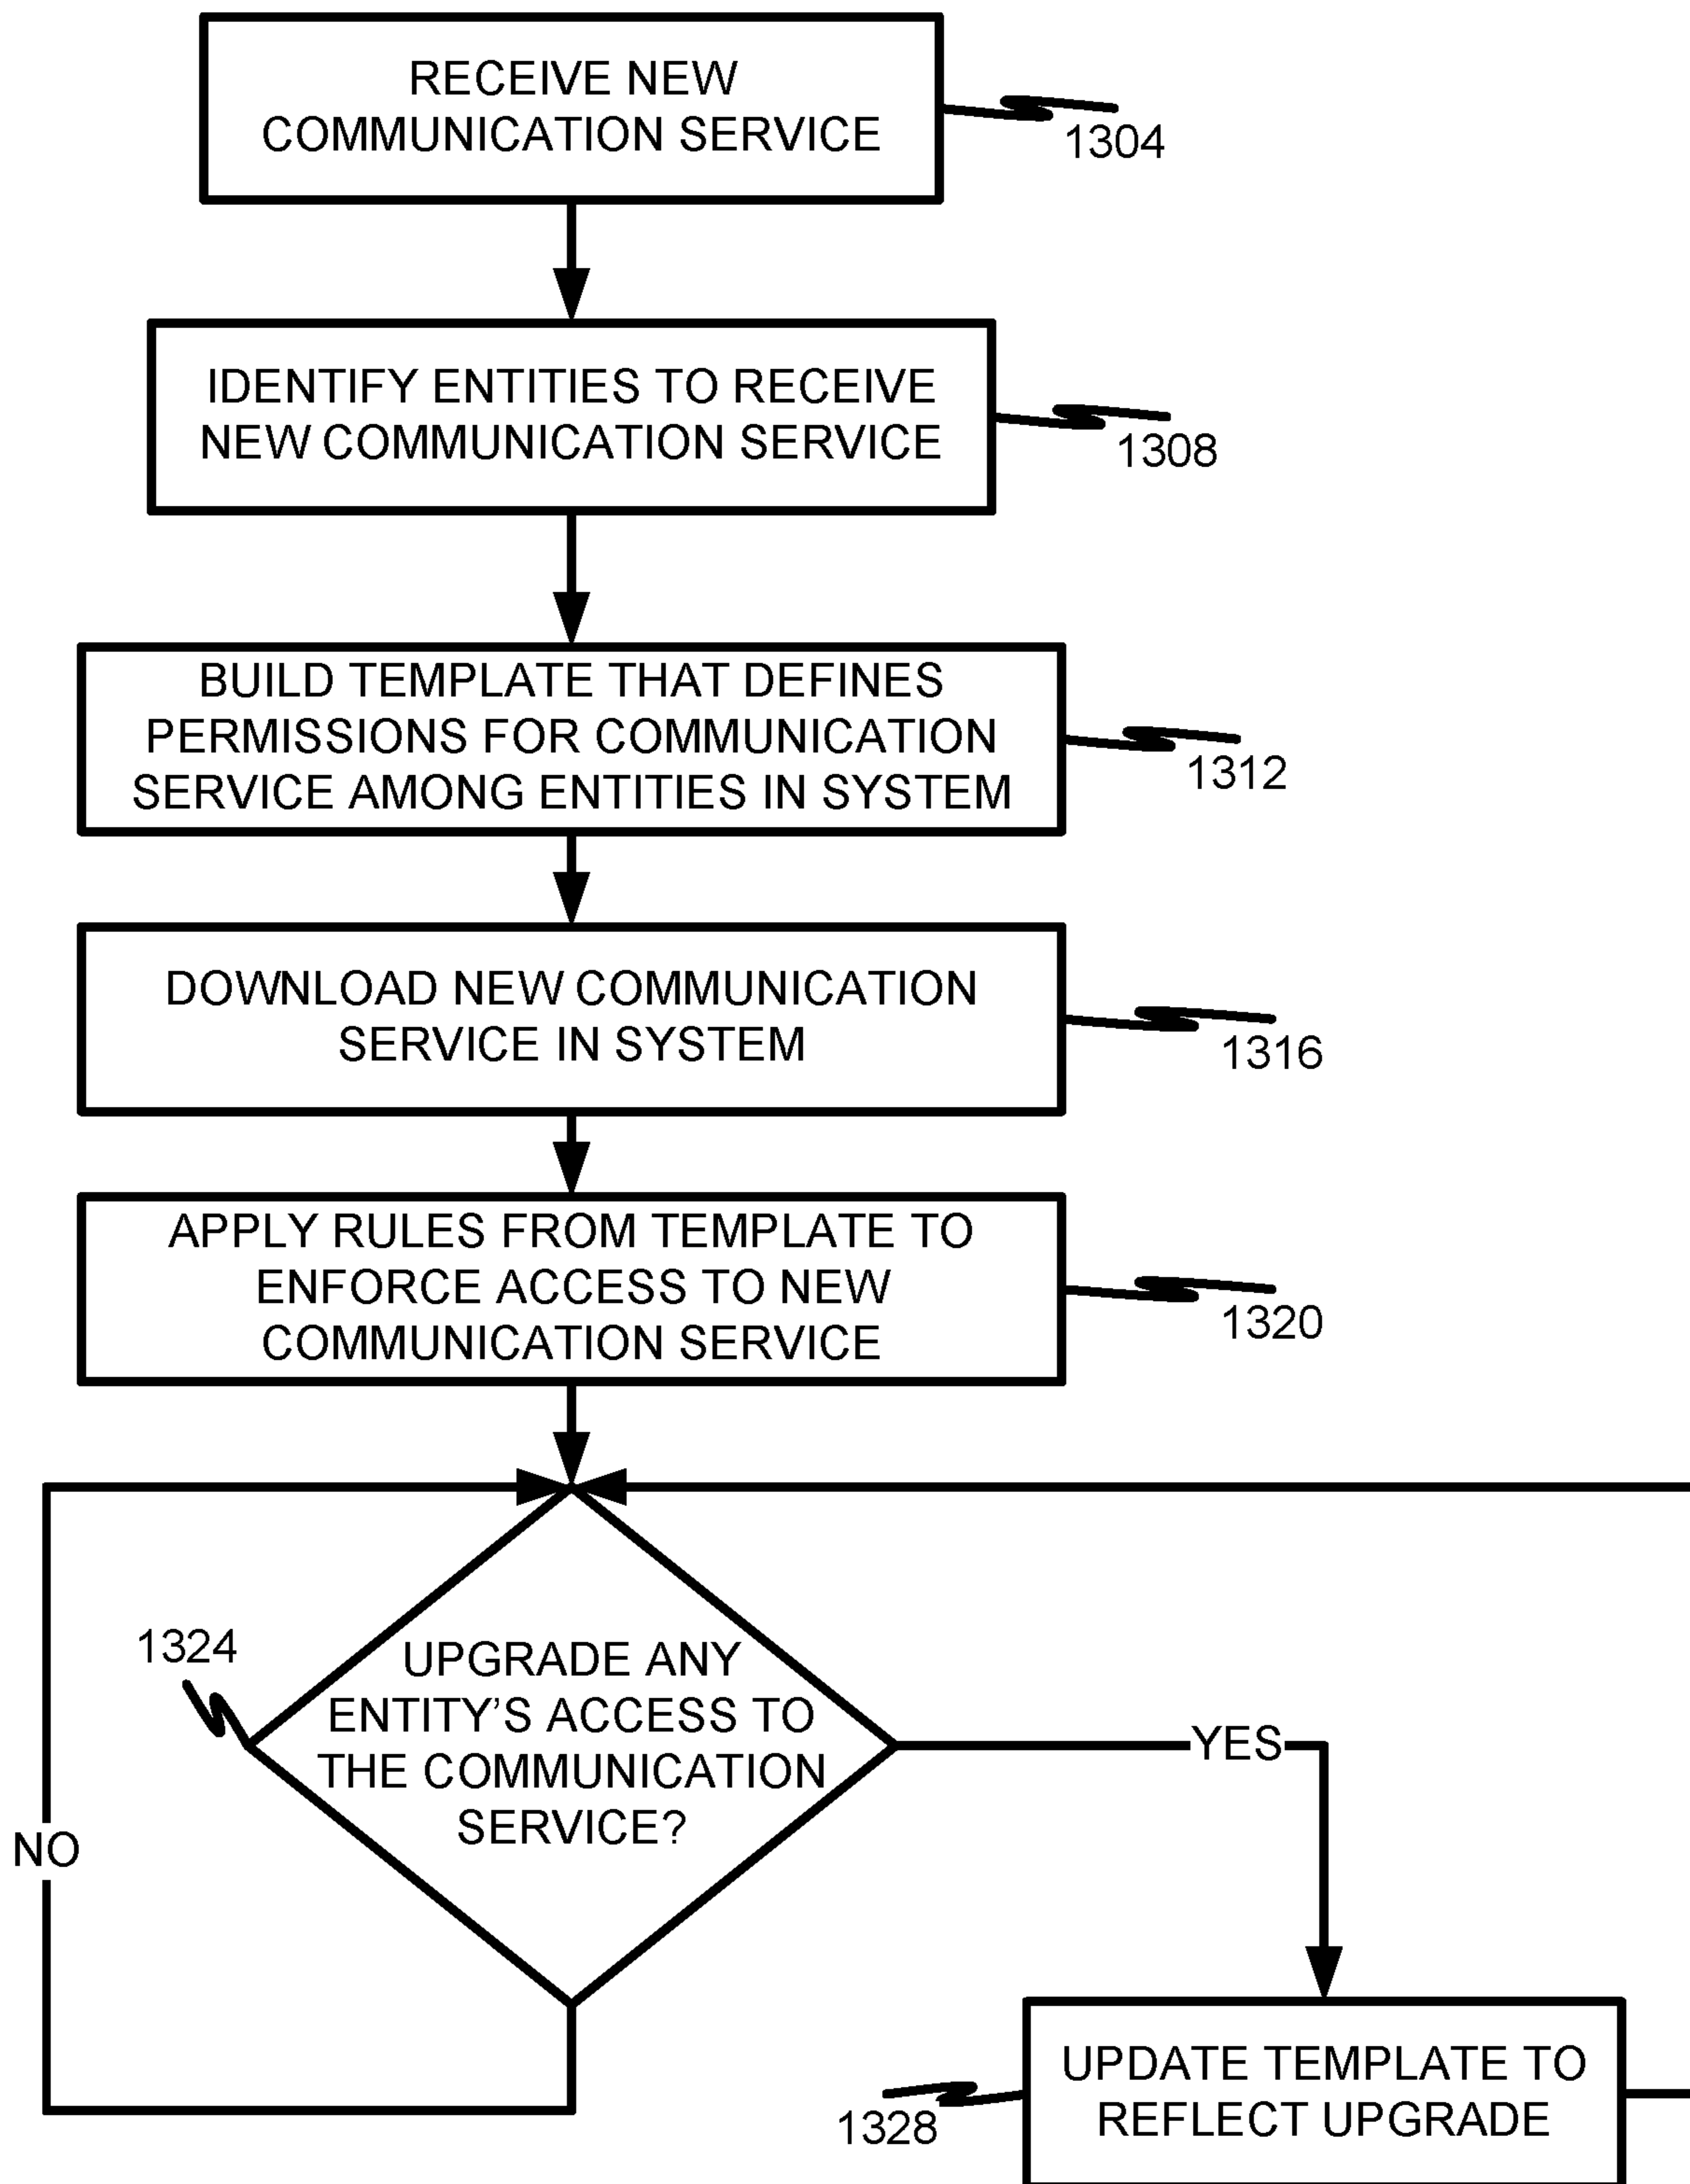 RECEIVE NEW
COMMUNICATION SERVICE
1304
IDENTIFY ENTITIES TO RECEIVE
NEW COMMUNICATION SERVICE
1308
BUILD TEMPLATE THAT DEFINES
PERMISSIONS FOR COMMUNICATION
SERVICE AMONG ENTITIES IN SYSTEM
1312
DOWNLOAD NEW COMMUNICATION
SERVICE IN SYSTEM
1316
APPLY RULES FROM TEMPLATE TO
ENFORCE ACCESS TO NEW
COMMUNICATION SERVICE
1320
1324
UPGRADE ANY
ENTITY’S ACCESS TO
THE COMMUNICATION
SERVICE?
YES
NO
UPDATE TEMPLATE TO
REFLECT UPGRADE
1328